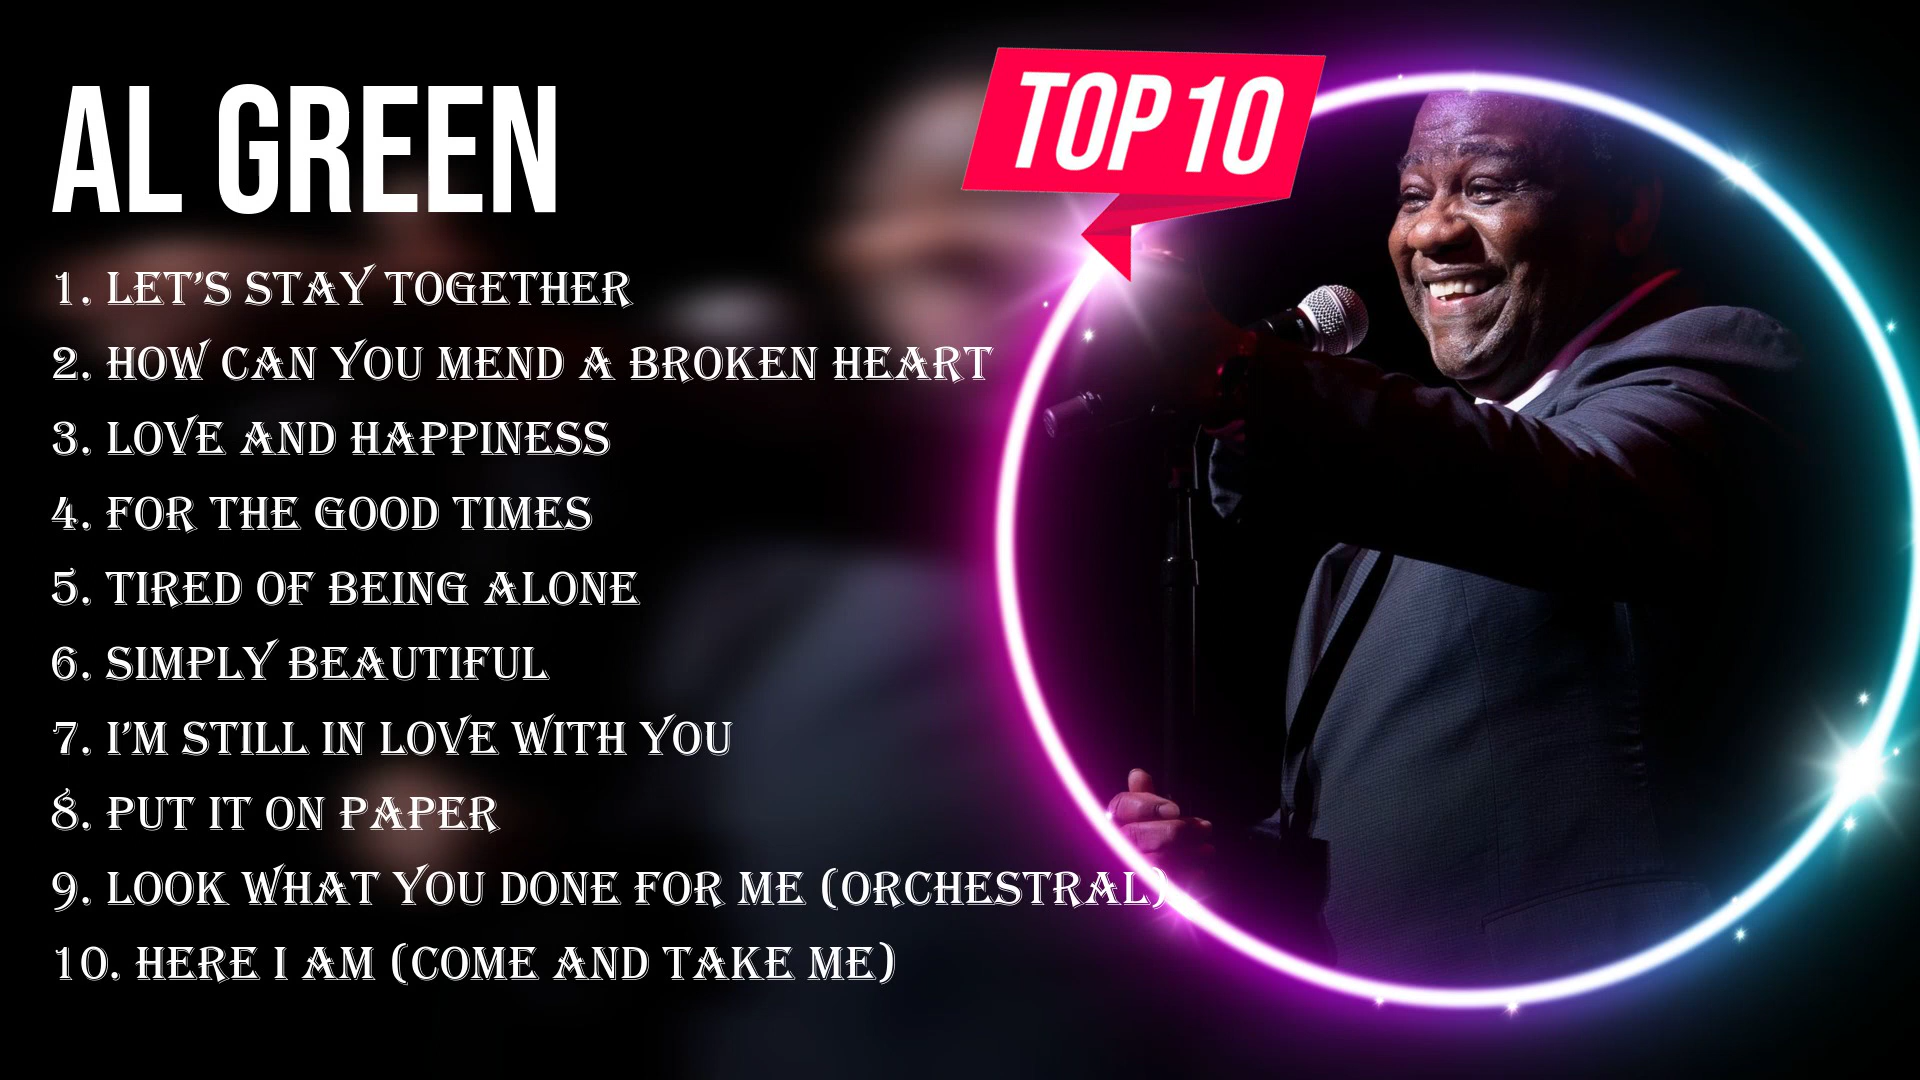 AL GREEN
TOP 10
1. LET'S STAY TOGETHER
2. HOW CAN YOU MEND A BROKEN HEART
3. LOVE AND HAPPINESS
4. FOR THE GOOD TIMES
5. TIRED OF BEING ALONE
6. SIMPLY BEAUTIFUL
7. I'M STILL IN LOVE WITH YOU
8. PUT IT ON PAPER
9. LOOK WHAT YOU DONE FOR ME (ORCHESTRAL)
10. HERE I AM (COME AND TAKE ME)